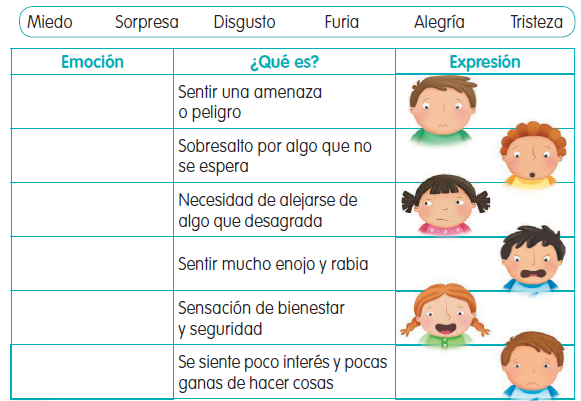 Miedo Sorpresa Disgusto Furia Alegría Tristeza
Emoción ¿Qué es? Expresión
Sentir una amenaza
o peligro
Sobresalto por algo que no
se espera
Necesidad de alejarse de
algo que desagrada
Sentir mucho enojo y rabia
Sensación de bienestar
y seguridad
Se siente poco interés y pocas
ganas de hacer cosas